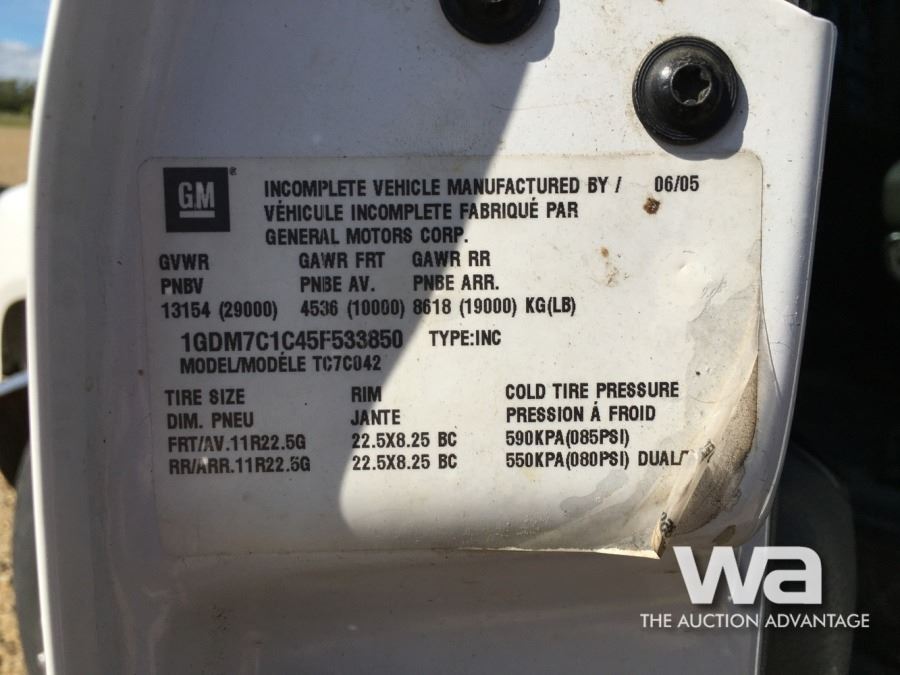 GM® INCOMPLETE VEHICLE MANUFACTURED BY / 06/05
VÉHICULE INCOMPLETE FABRIQUÉ PAR
GENERAL MOTORS CORP.
GVWR GAWR FRT GAWR RR
PNBV PNBE AV. PNBE ARR.
13154 (29000) 4536 (10000) 8618 (19000) KG(LB)
1GDM7C1C45F533850 TYPE:INC
MODEL/MODÉLE TC7C042
TIRE SIZE RIM COLD TIRE PRESSURE
DIM. PNEU JANTE PRESSION Á FROID
FRT/AV.11R22.5G 22.5X8.25 BC 590KPA(085PSI)
RR/ARR.11R22.5G 22.5X8.25 BC 550KPA(080PSI) DUAL/
wa
THE AUCTION ADVANTAGE